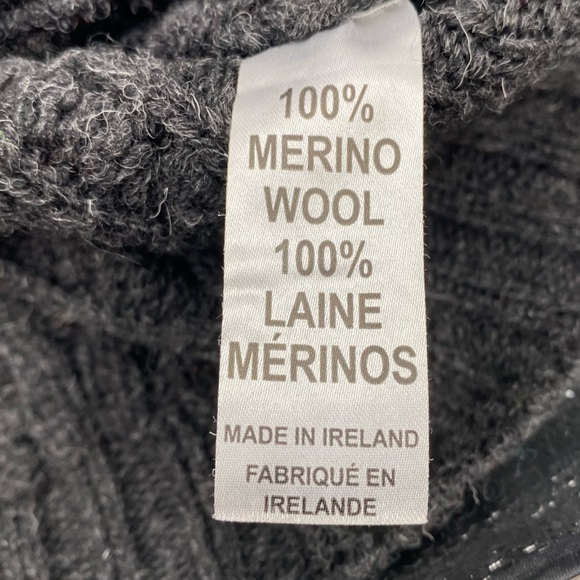 100%
MERINO
WOOL
100%
LAINE
MÉRINOS
MADE IN IRELAND
FABRIQUÉ EN
IRELANDE